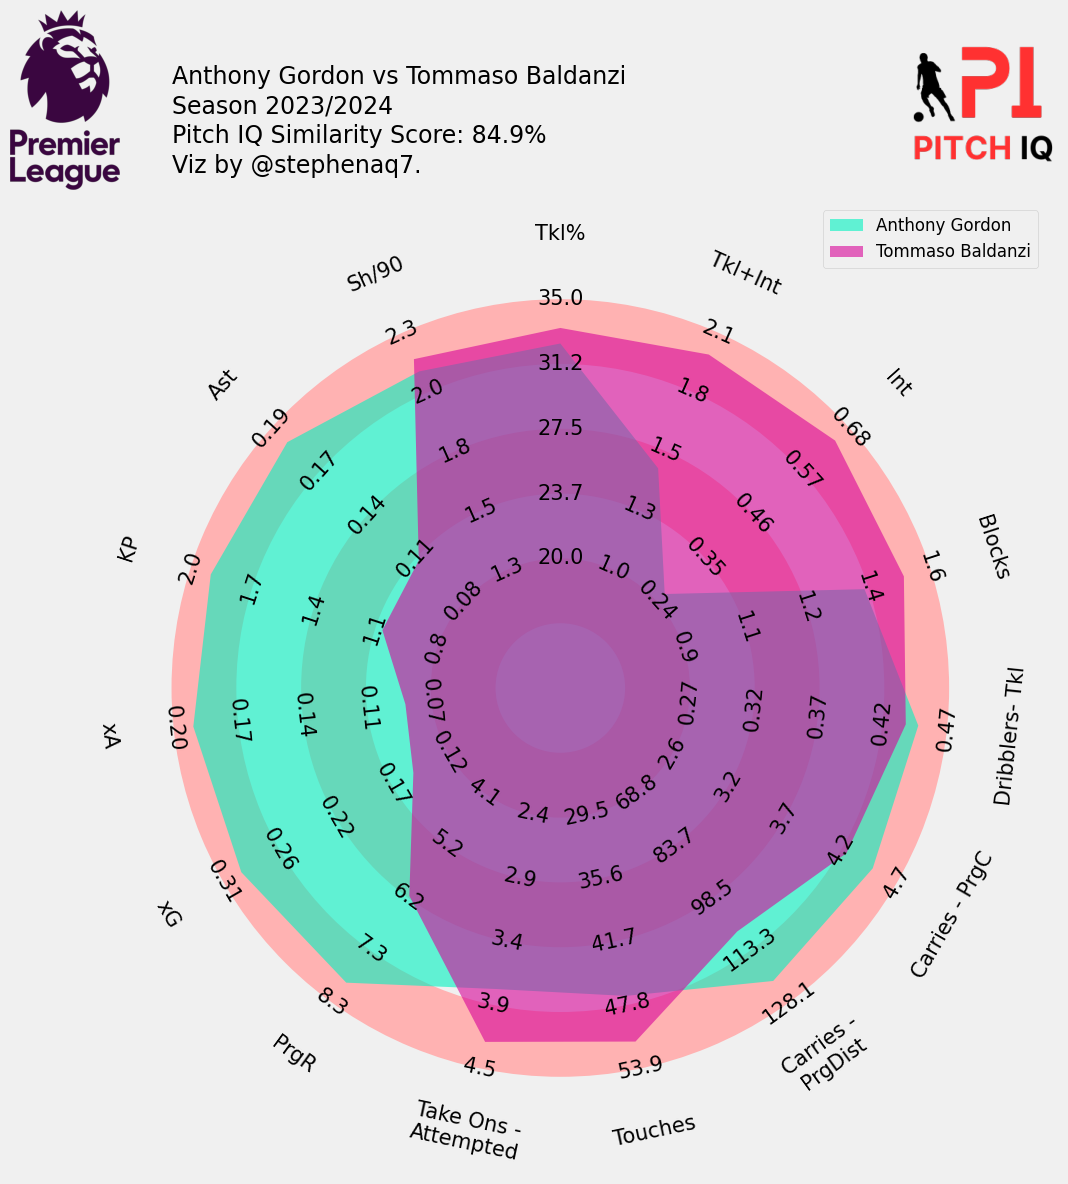 Premier
League
Anthony Gordon vs Tommaso Baldanzi
Season 2023/2024
Pitch IQ Similarity Score: 84.9%
Viz by @stephenaq7.
PI
PITCH IQ
Anthony Gordon
Tommaso Baldanzi
Tkl%
35.0
31.2
27.5
23.7
20.0
Tkl+Int
2.1
1.8
1.5
1.3
1.0
Int
0.68
0.57
0.46
0.35
0.24
Blocks
1.6
1.4
1.2
1.1
0.9
Dribblers- Tkl
0.47
0.42
0.37
0.32
0.27
Carries - PrgC
4.7
4.2
3.7
3.2
2.6
Carries -
PrgDist
128.1
113.3
98.5
83.7
68.8
Touches
53.9
47.8
41.7
35.6
29.5
Take Ons -
Attempted
4.5
3.9
3.4
2.9
2.4
PrgR
8.3
7.3
6.2
5.2
4.1
xG
0.31
0.26
0.22
0.17
0.12
xA
0.20
0.17
0.14
0.11
0.07
KP
2.0
1.7
1.4
1.1
0.8
Ast
0.19
0.17
0.14
0.11
0.08
Sh/90
2.3
2.0
1.8
1.5
1.3